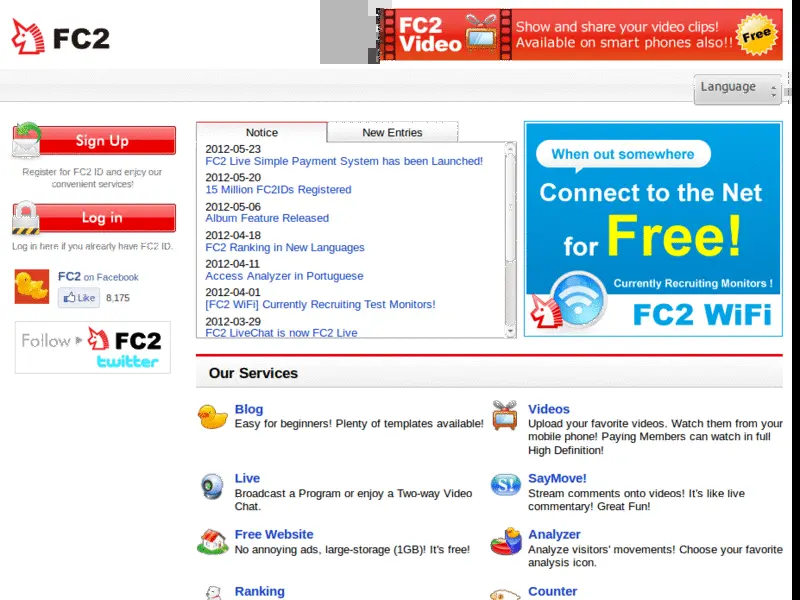 FC2
FC2
Video
Show and share your video clips!
Available on smart phones also!!
Free
Language
Sign Up
Register for FC2 ID and enjoy our
convenient services!
Log in
Log in here if you already have FC2 ID.
FC2 on Facebook
Like 8,175
Follow FC2
twitter
Notice New Entries
2012-05-23
FC2 Live Simple Payment System has been Launched!
2012-05-20
15 Million FC2IDs Registered
2012-05-06
Album Feature Released
2012-04-18
FC2 Ranking in New Languages
2012-04-11
Access Analyzer in Portuguese
2012-04-01
[FC2 WiFi] Currently Recruiting Test Monitors!
2012-03-29
FC2 LiveChat is now FC2 Live
When out somewhere
Connect to the Net
for Free!
Currently Recruiting Monitors !
FC2 WiFi
Our Services
Blog
Easy for beginners! Plenty of templates available!
Videos
Upload your favorite videos. Watch them from your
mobile phone! Paying Members can watch in full
High Definition!
Live
Broadcast a Program or enjoy a Two-way Video
Chat.
S!
SayMove!
Stream comments onto videos! It's like live
commentary! Great Fun!
Free Website
No annoying ads, large-storage (1GB)! It's free!
Analyzer
Analyze visitors' movements! Choose your favorite
analysis icon.
Ranking
Counter